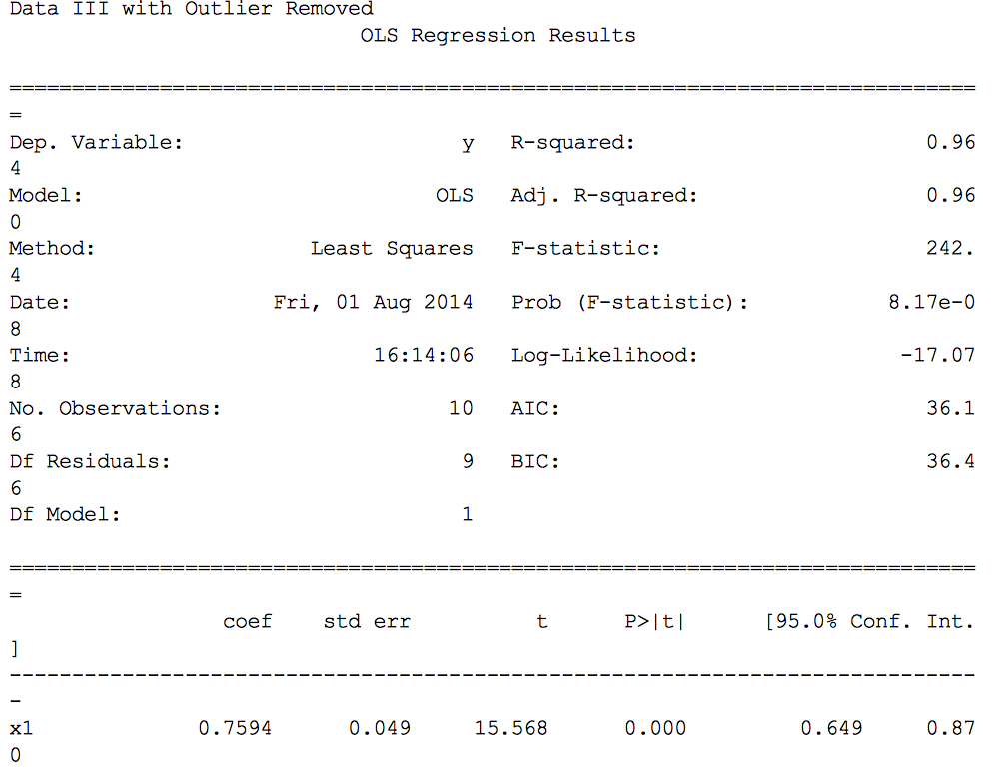 Data III with Outlier Removed
                            OLS Regression Results
=============================================================================
=
Dep. Variable:                      y   R-squared:                       0.96
4
Model:                            OLS   Adj. R-squared:                  0.96
0
Method:                 Least Squares   F-statistic:                     242.
4
Date:                Fri, 01 Aug 2014   Prob (F-statistic):           8.17e-0
8
Time:                        16:14:06   Log-Likelihood:                -17.07
8
No. Observations:                  10   AIC:                             36.1
6
Df Residuals:                       9   BIC:                             36.4
6
Df Model:                           1
=============================================================================
=
                 coef    std err          t      P>|t|      [95.0% Conf. Int.
]
-----------------------------------------------------------------------------
-
x1             0.7594      0.049     15.568      0.000         0.649     0.87
0